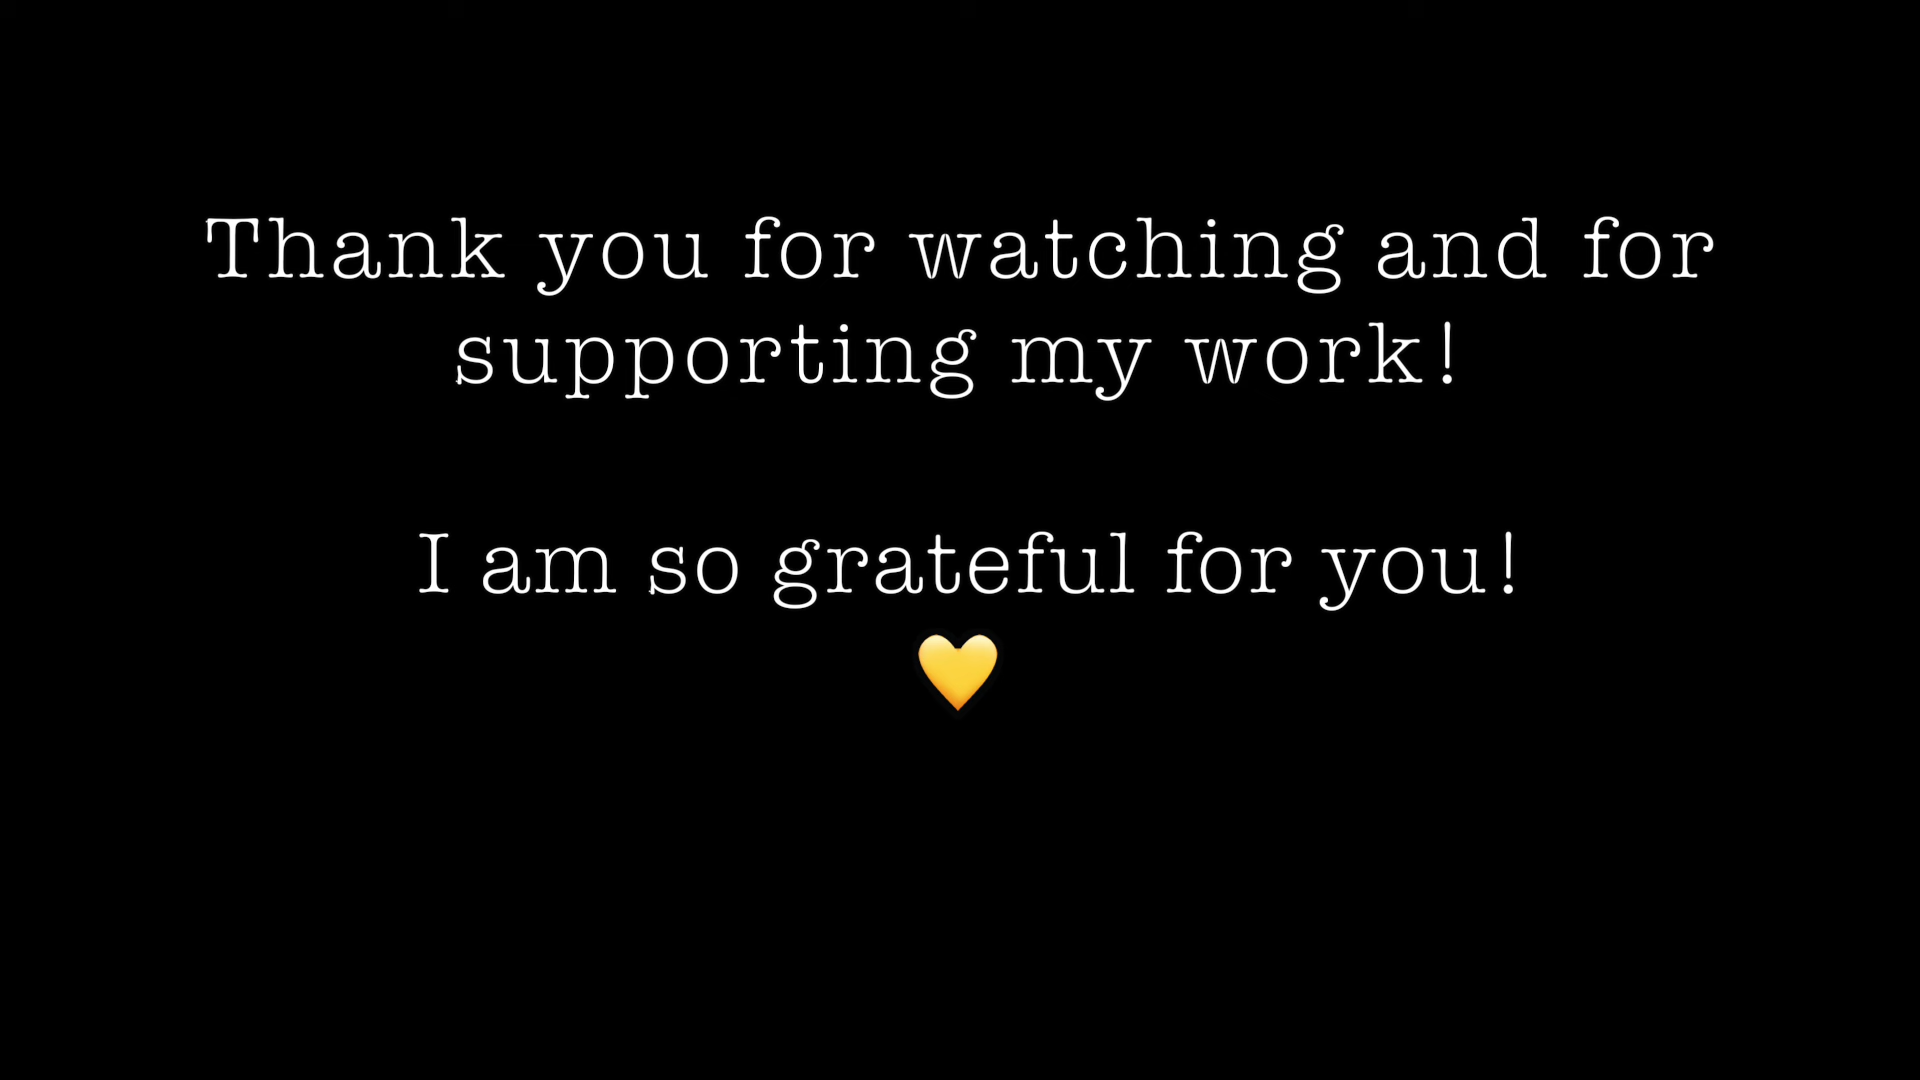 Thank you for watching and for
supporting my work!
I am so grateful for you!
💛